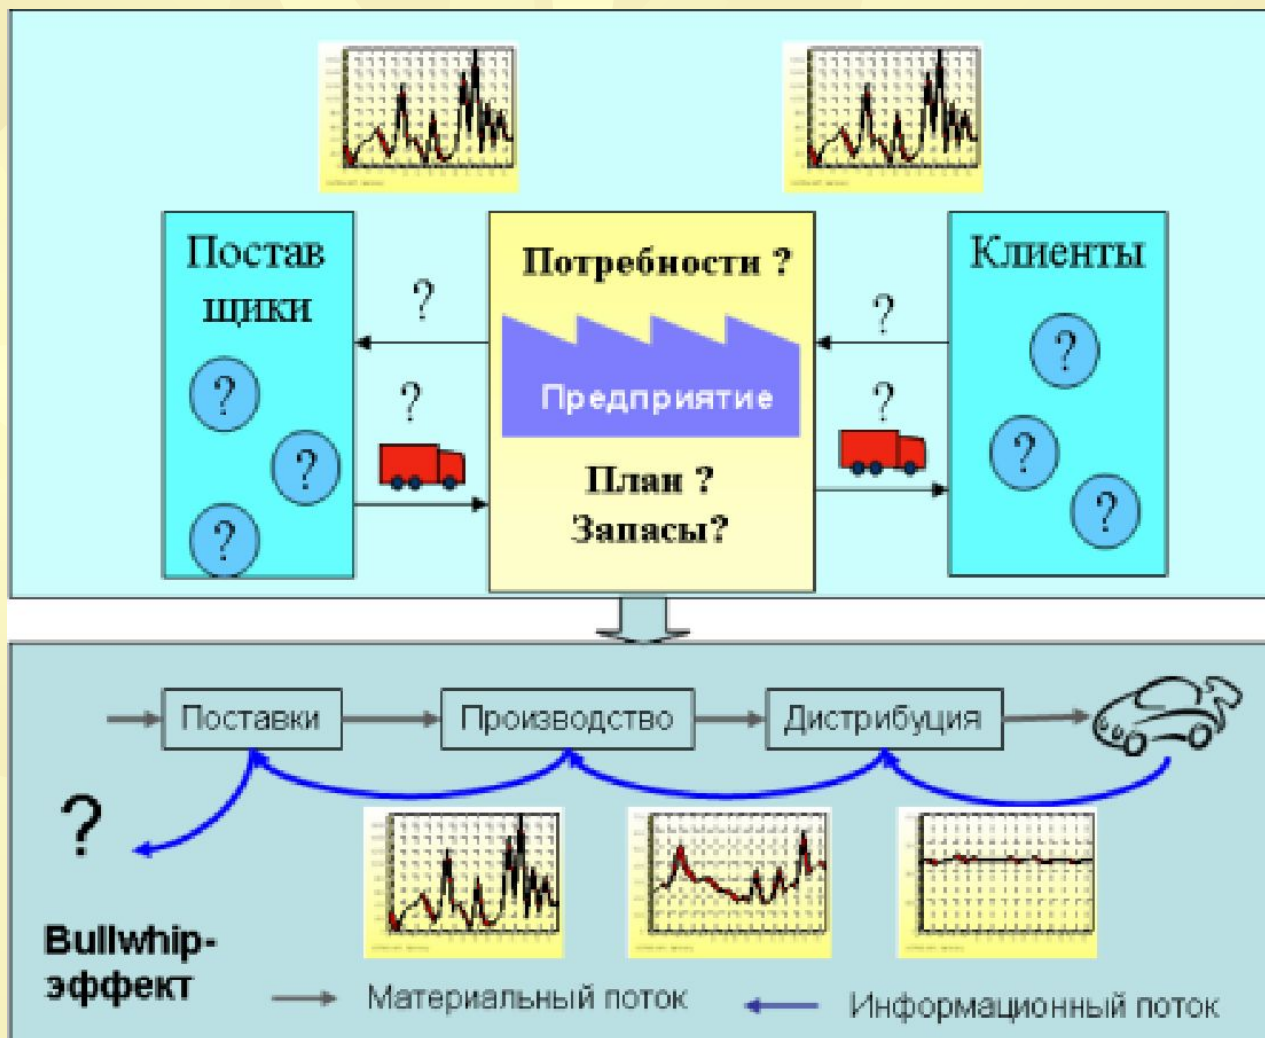 Постав
щики
?
?
?
?
?
Потребности ?
Предприятие
План ?
Запасы?
?
?
Клиенты
?
?
?
Поставки
Производство
Дистрибуция
?
Bullwhip-
эффект
Материальный поток
Информационный поток